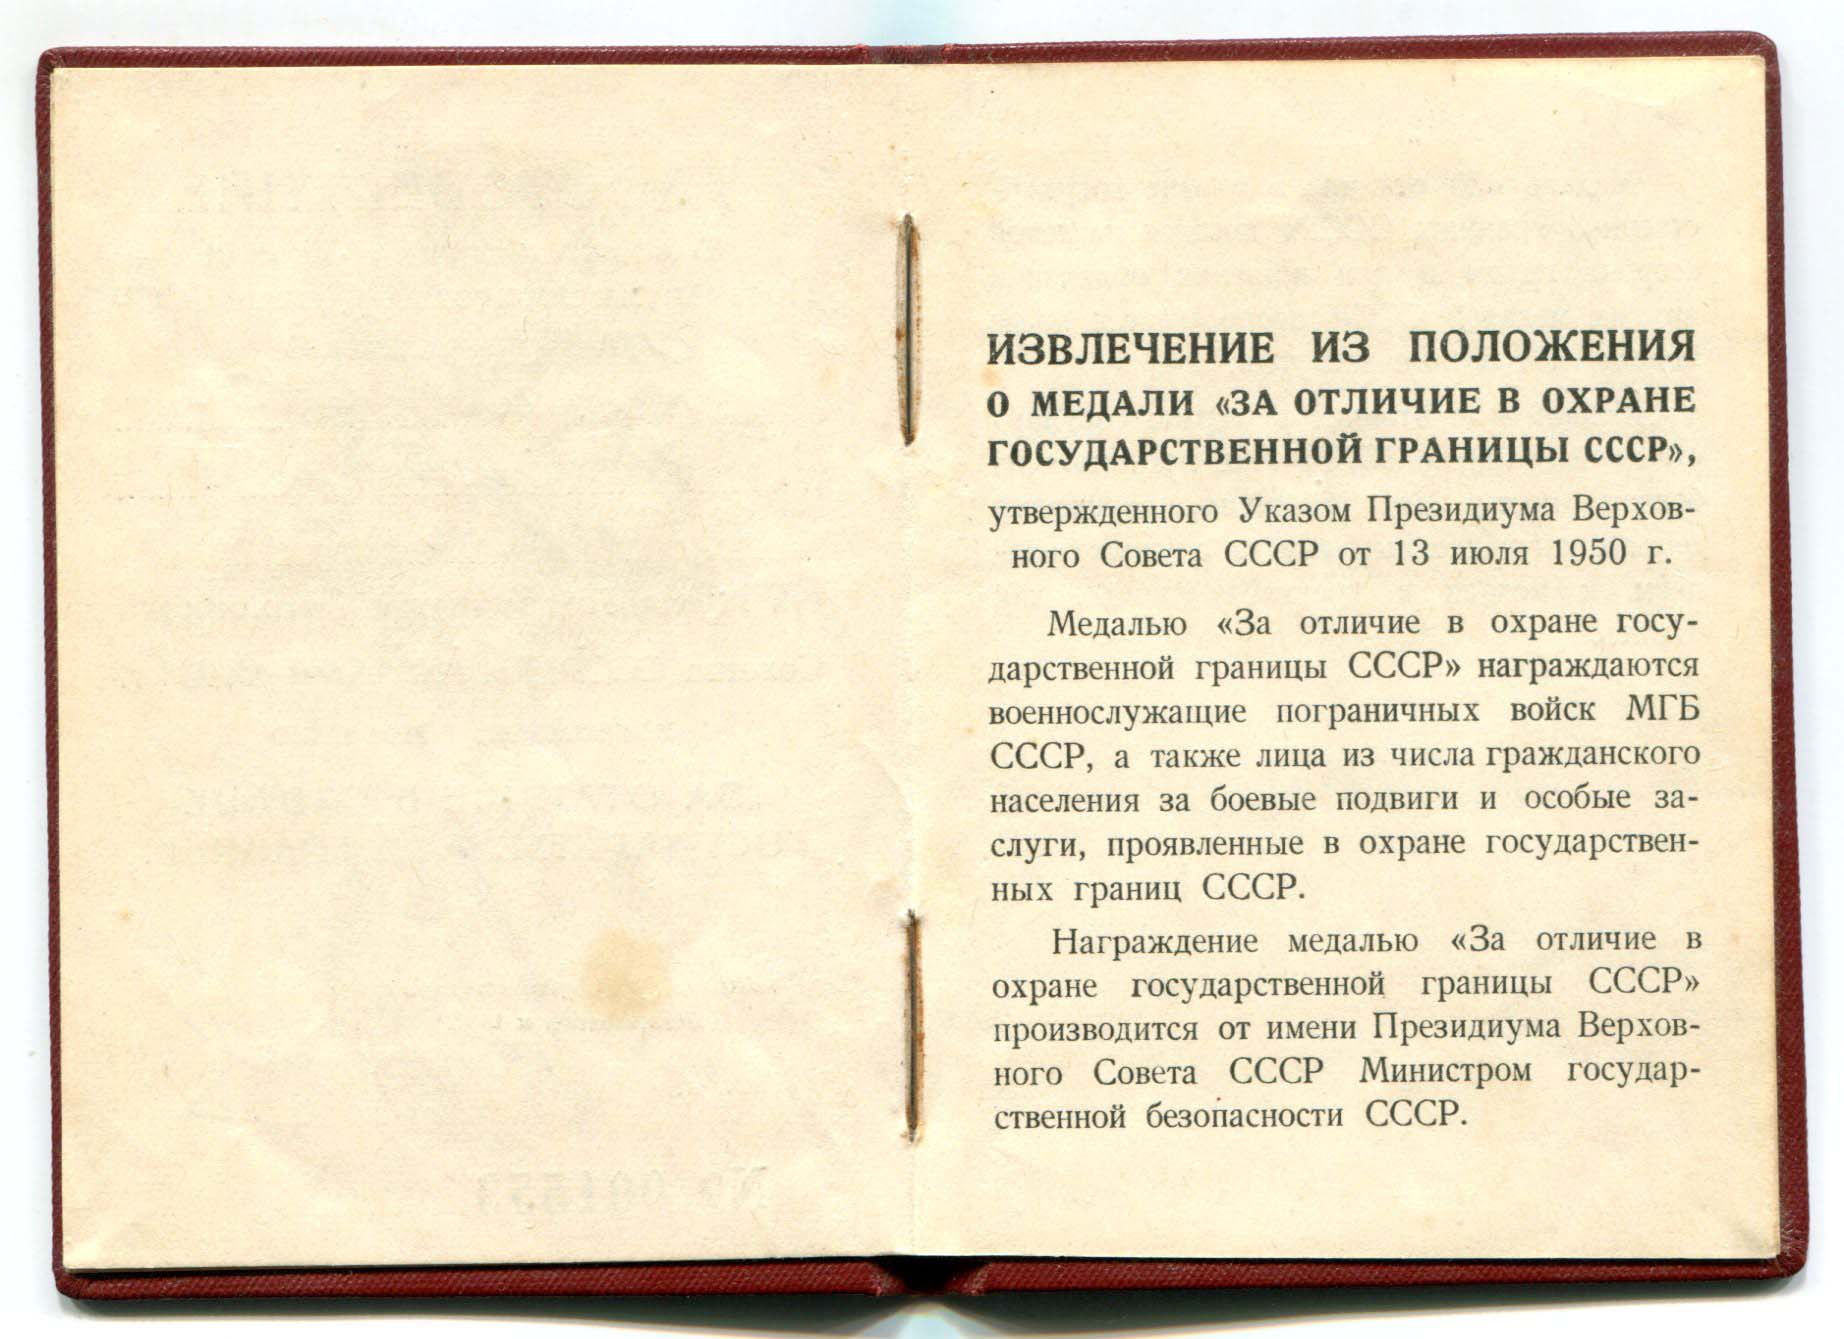 ИЗВЛЕЧЕНИЕ ИЗ ПОЛОЖЕНИЯ
О МЕДАЛИ «ЗА ОТЛИЧИЕ В ОХРАНЕ
ГОСУДАРСТВЕННОЙ ГРАНИЦЫ СССР»,
утвержденного Указом Президиума Верхов-
ного Совета СССР от 13 июля 1950 г.
Медалью «За отличие в охране госу-
дарственной границы СССР» награждаются
военнослужащие пограничных войск МГБ
СССР, а также лица из числа гражданского
населения за боевые подвиги и особые за-
слуги, проявленные в охране государствен-
ных границ СССР.
Награждение медалью «За отличие в
охране государственной границы СССР»
производится от имени Президиума Верхов-
ного Совета СССР Министром государ-
ственной безопасности СССР.